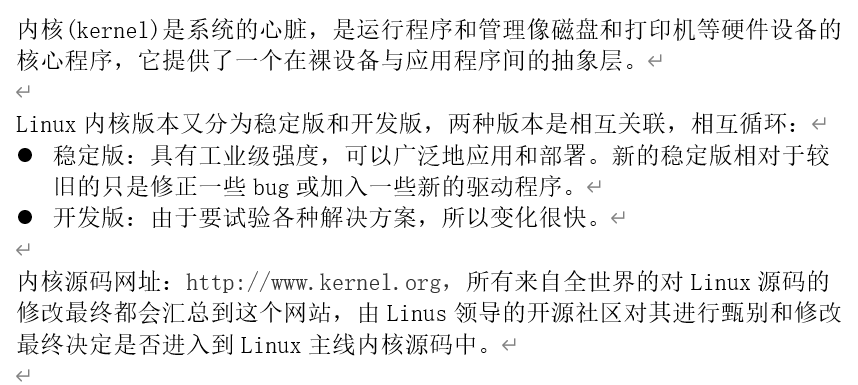 内核(kernel)是系统的心脏，是运行程序和管理像磁盘和打印机等硬件设备的
核心程序，它提供了一个在裸设备与应用程序间的抽象层。
Linux 内核版本又分为稳定版和开发版，两种版本是相互关联，相互循环：
● 稳定版：具有工业级强度，可以广泛地应用和部署。新的稳定版相对于较
旧的只是修正一些 bug 或加入一些新的驱动程序。
● 开发版：由于要试验各种解决方案，所以变化很快。
内核源码网址：http://www.kernel.org，所有来自全世界的对 Linux 源码的
修改最终都会汇总到这个网站，由 Linus 领导的开源社区对其进行甄别和修改
最终决定是否进入到 Linux 主线内核源码中。